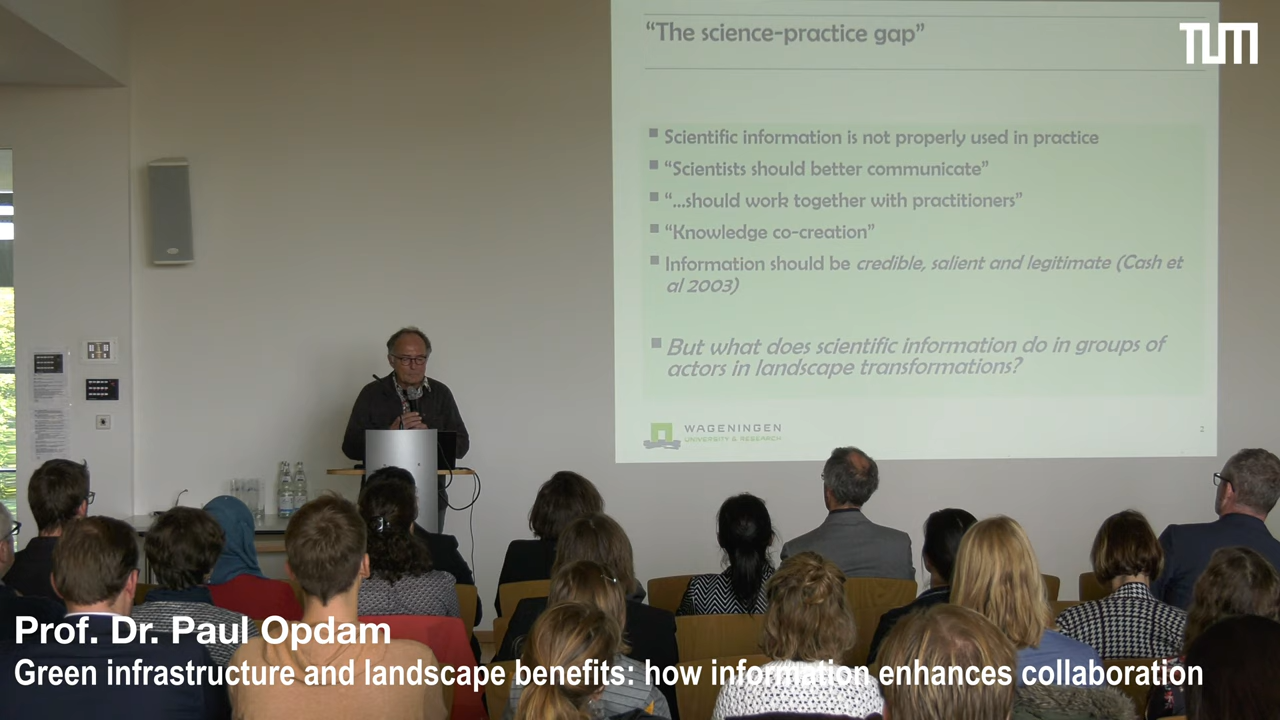 “The science-practice gap”
TUM
Scientific information is not properly used in practice
“Scientists should better communicate”
“...should work together with practitioners”
“Knowledge co-creation”
Information should be credible, salient and legitimate (Cash et
al 2003)
But what does scientific information do in groups of
actors in landscape transformations?
WAGENINGEN
UNIVERSITY & RESEARCH
2
Prof. Dr. Paul Opdam
Green infrastructure and landscape benefits: how information enhances collaboration